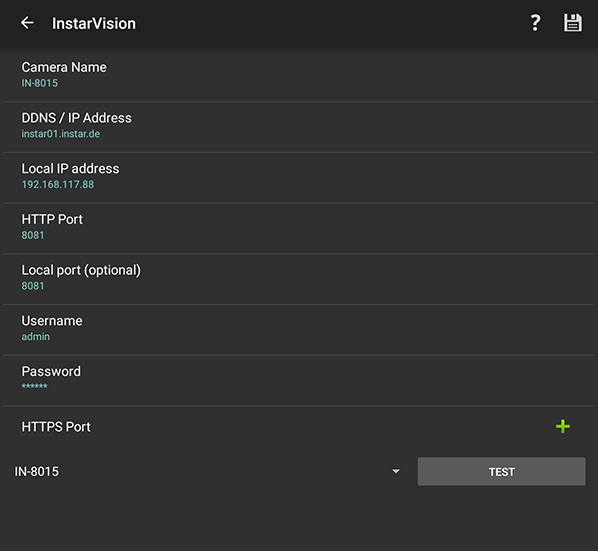 InstarVision
?
Camera Name
IN-8015
DDNS / IP Address
instar01.instar.de
Local IP address
192.168.117.88
HTTP Port
8081
Local port (optional)
8081
Username
admin
Password
******
HTTPS Port
IN-8015
TEST